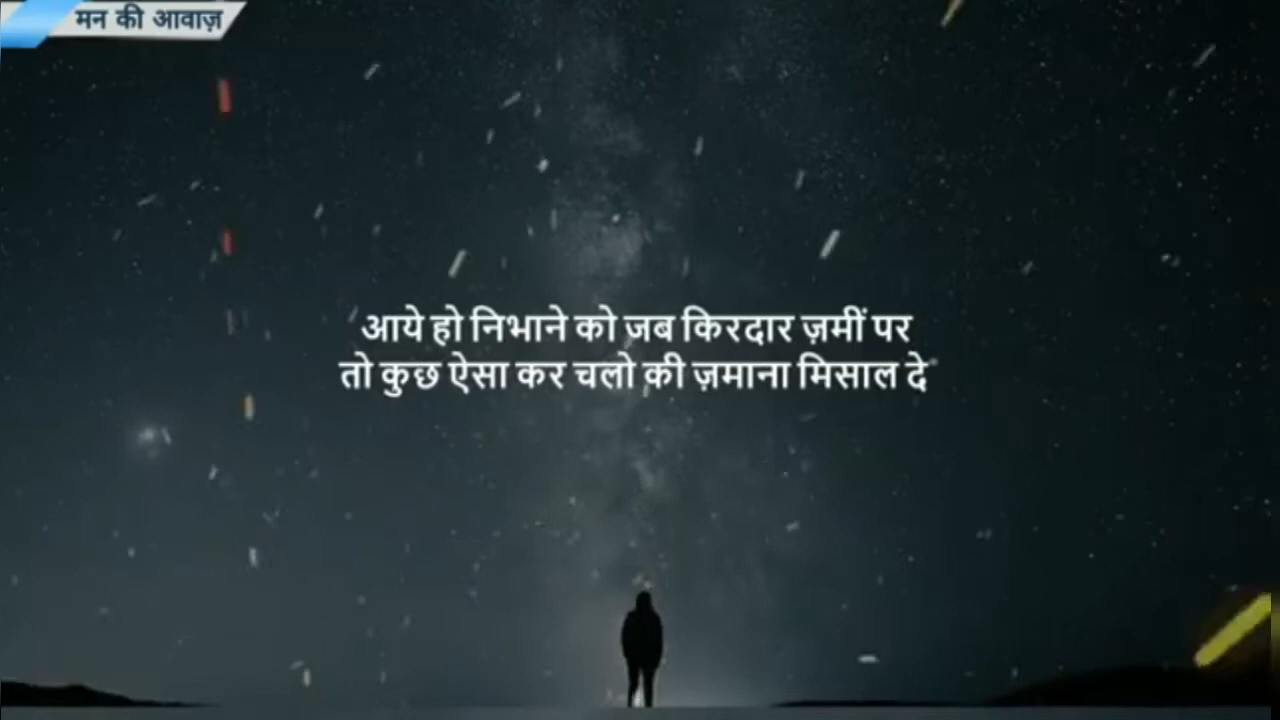 मन की आवाज़
आये हो निभाने को जब किरदार ज़मीं पर
तो कुछ ऐसा कर चलो की ज़माना मिसाल दे